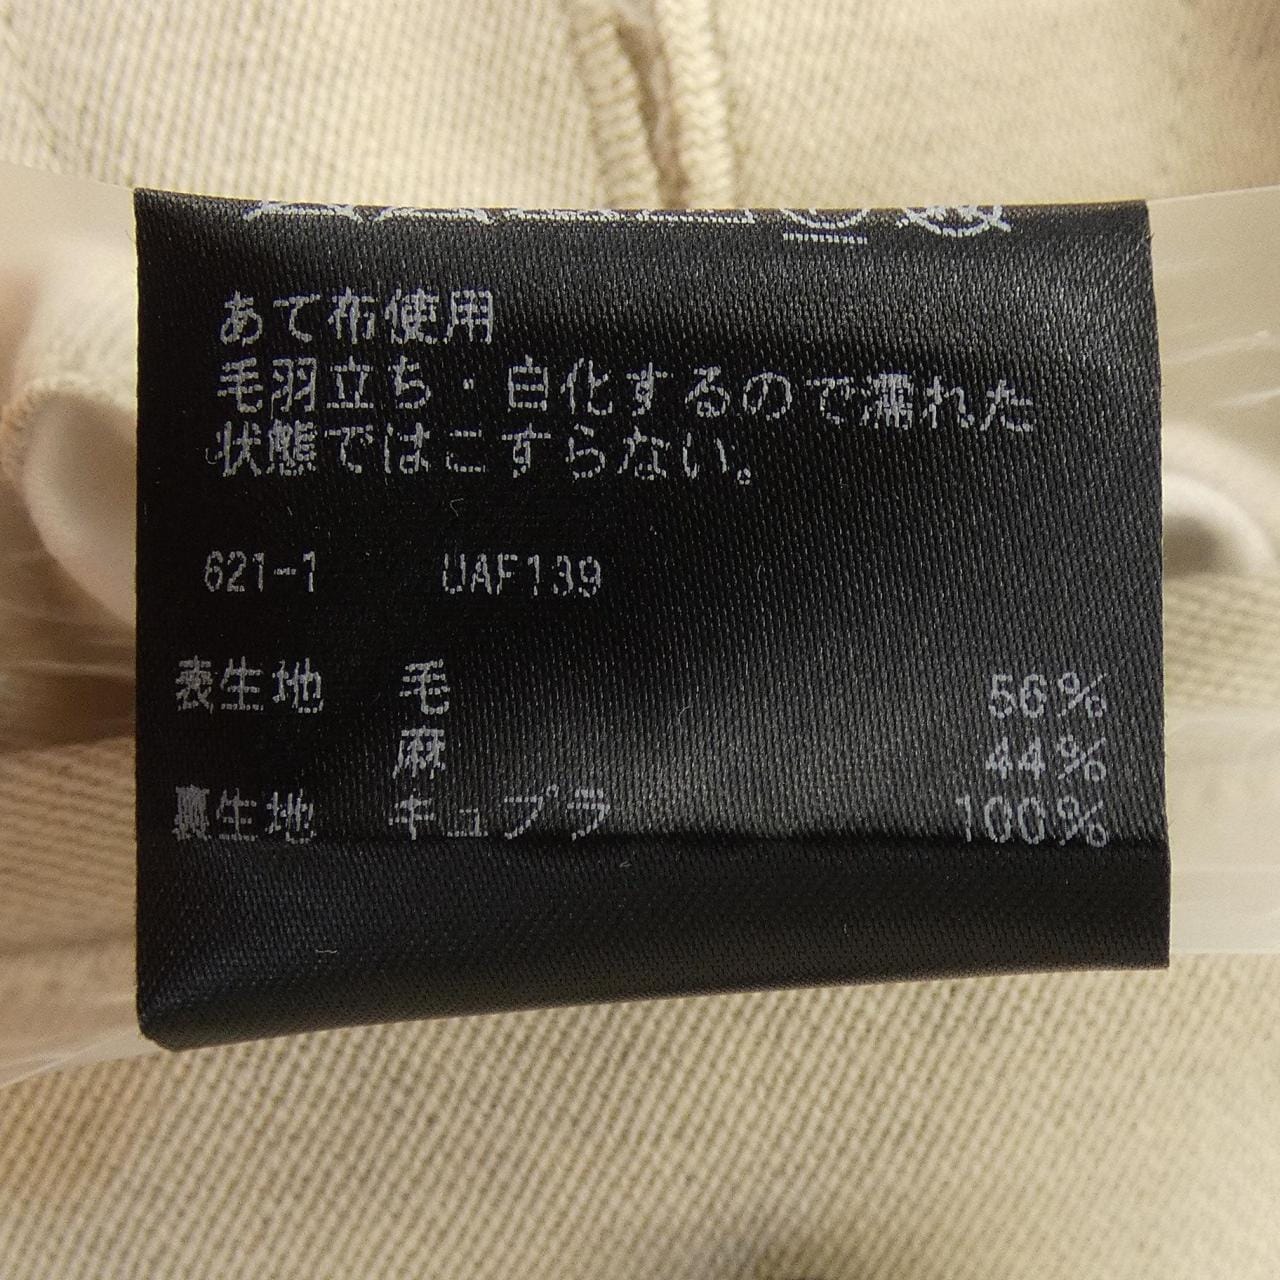 あて布使用
毛羽立ち・白化するので濡れた
状態ではこすらない。
621-1 UAF139
表生地 毛 56%
麻 44%
裏生地 キュプラ 100%